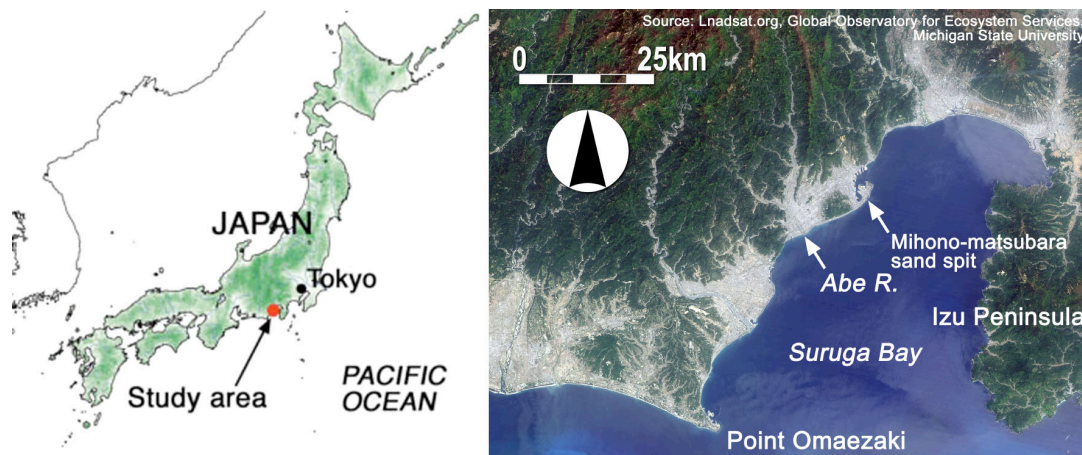 JAPAN
Tokyo
Study area
PACIFIC
OCEAN
Source: Lnadsat.org, Global Observatory for Ecosystem Services,
Michigan State University
0 25km
Mihono-matsubara
sand spit
Abe R.
Izu Peninsula
Suruga Bay
Point Omaezaki